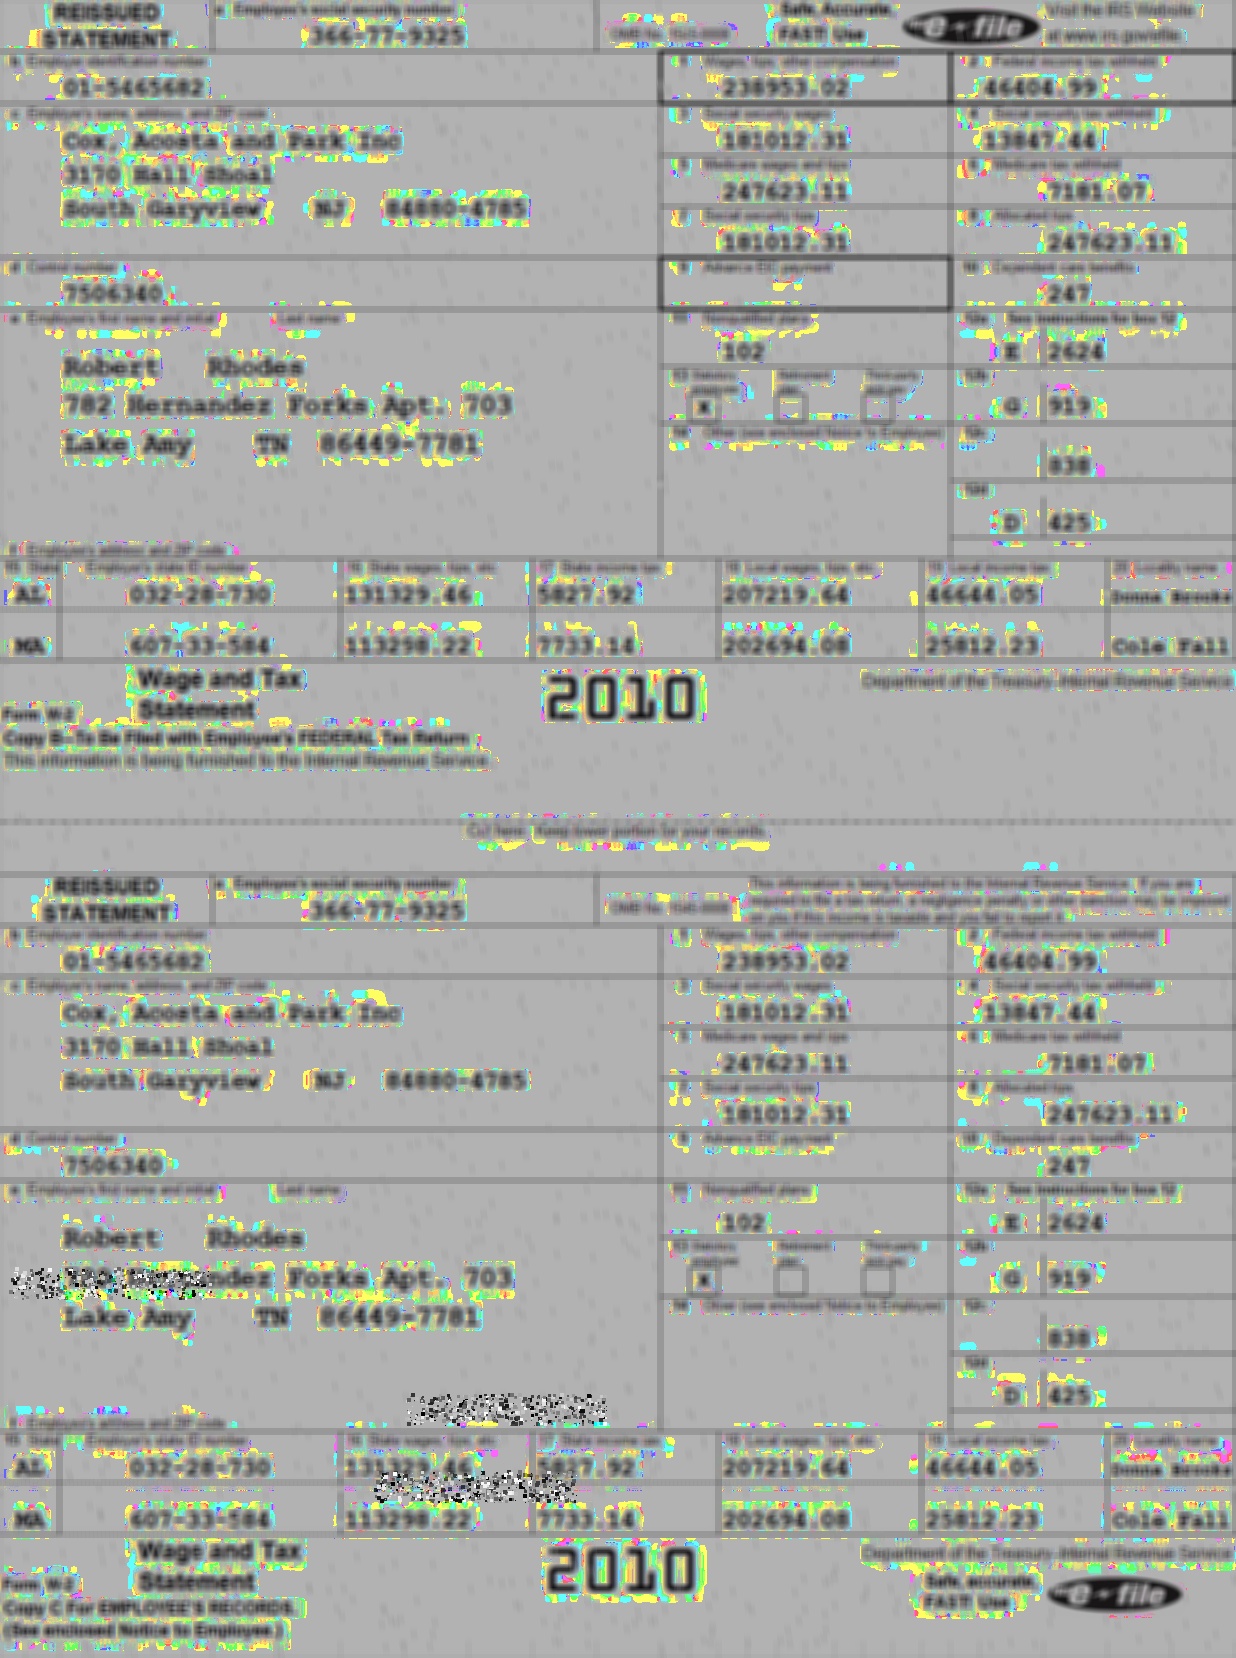 REISSUED STATEMENT
a Employee's social security number 366-77-9325
OMB No.
Safe, Accurate, FAST! Use e-file
Visit the IRS Website at www.irs.gov/efile
b Employer identification number
01-5465682
1 Wages, tips, other compensation 238953.02
2 Federal income tax withheld 46404.99
c Employer's name, address, and ZIP code
Cox, Acosta and Park Inc
3170 Hall Shoal
South Garyview NJ 84880-4785
3 Social security wages 181012.31
4 Social security tax withheld 13847.44
5 Medicare wages and tips 247623.11
6 Medicare tax withheld 7181.07
7 Social security tips 181012.31
8 Allocated tips 247623.11
d Control number
7506340
9 Advance EIC payment
10 Dependent care benefits 247
e Employee's first name and initial Last name
Robert Rhodes
782 Hernandez Forks Apt. 703
Lake Amy TN 86449-7781
11 Nonqualified plans 102
12a See instructions for box 12 E 2624
13 Statutory employee X Retirement plan Third-party sick pay
12b G 919
14 Other (see enclosed Notice to Employee)
12c 838
12d D 425
f Employee's address and ZIP code
15 State Employer's state ID number 16 State wages, tips, etc. 17 State income tax 18 Local wages, tips, etc. 19 Local income tax 20 Locality name
AL 032-28-730 131329.46 5827.92 207219.64 46644.05 Donna Brooks
MA 607-33-584 113298.22 7733.14 202694.08 25812.23 Cole Fall
Wage and Tax Statement
2010
Department of the Treasury-Internal Revenue Service
Form W-2
Copy B-To Be Filed with Employee's FEDERAL Tax Return
This information is being furnished to the Internal Revenue Service.
Cut here. Keep lower portion for your records.
REISSUED STATEMENT
a Employee's social security number 366-77-9325
OMB No.
This information is being furnished to the Internal Revenue Service. If you are
required to file a tax return, a negligence penalty or other sanction may be imposed
on you if this income is taxable and you fail to report it.
b Employer identification number
01-5465682
1 Wages, tips, other compensation 238953.02
2 Federal income tax withheld 46404.99
c Employer's name, address, and ZIP code
Cox, Acosta and Park Inc
3170 Hall Shoal
South Garyview NJ 84880-4785
3 Social security wages 181012.31
4 Social security tax withheld 13847.44
5 Medicare wages and tips 247623.11
6 Medicare tax withheld 7181.07
7 Social security tips 181012.31
8 Allocated tips 247623.11
d Control number
7506340
9 Advance EIC payment
10 Dependent care benefits 247
e Employee's first name and initial Last name
Robert Rhodes
Forks Apt. 703
Lake Amy TN 86449-7781
11 Nonqualified plans 102
12a See instructions for box 12 E 2624
13 Statutory employee X Retirement plan Third-party sick pay
12b G 919
14 Other (see enclosed Notice to Employee)
12c 838
12d D 425
f Employee's address and ZIP code
15 State Employer's state ID number 16 State wages, tips, etc. 17 State income tax 18 Local wages, tips, etc. 19 Local income tax 20 Locality name
AL 032-28-730 131329.46 5827.92 207219.64 46644.05 Donna Brooks
MA 607-33-584 113298.22 7733.14 202694.08 25812.23 Cole Fall
Wage and Tax Statement
2010
Department of the Treasury-Internal Revenue Service
Form W-2
Safe, accurate, FAST! Use e-file
Copy C For EMPLOYEE'S RECORDS
(See enclosed Notice to Employee.)